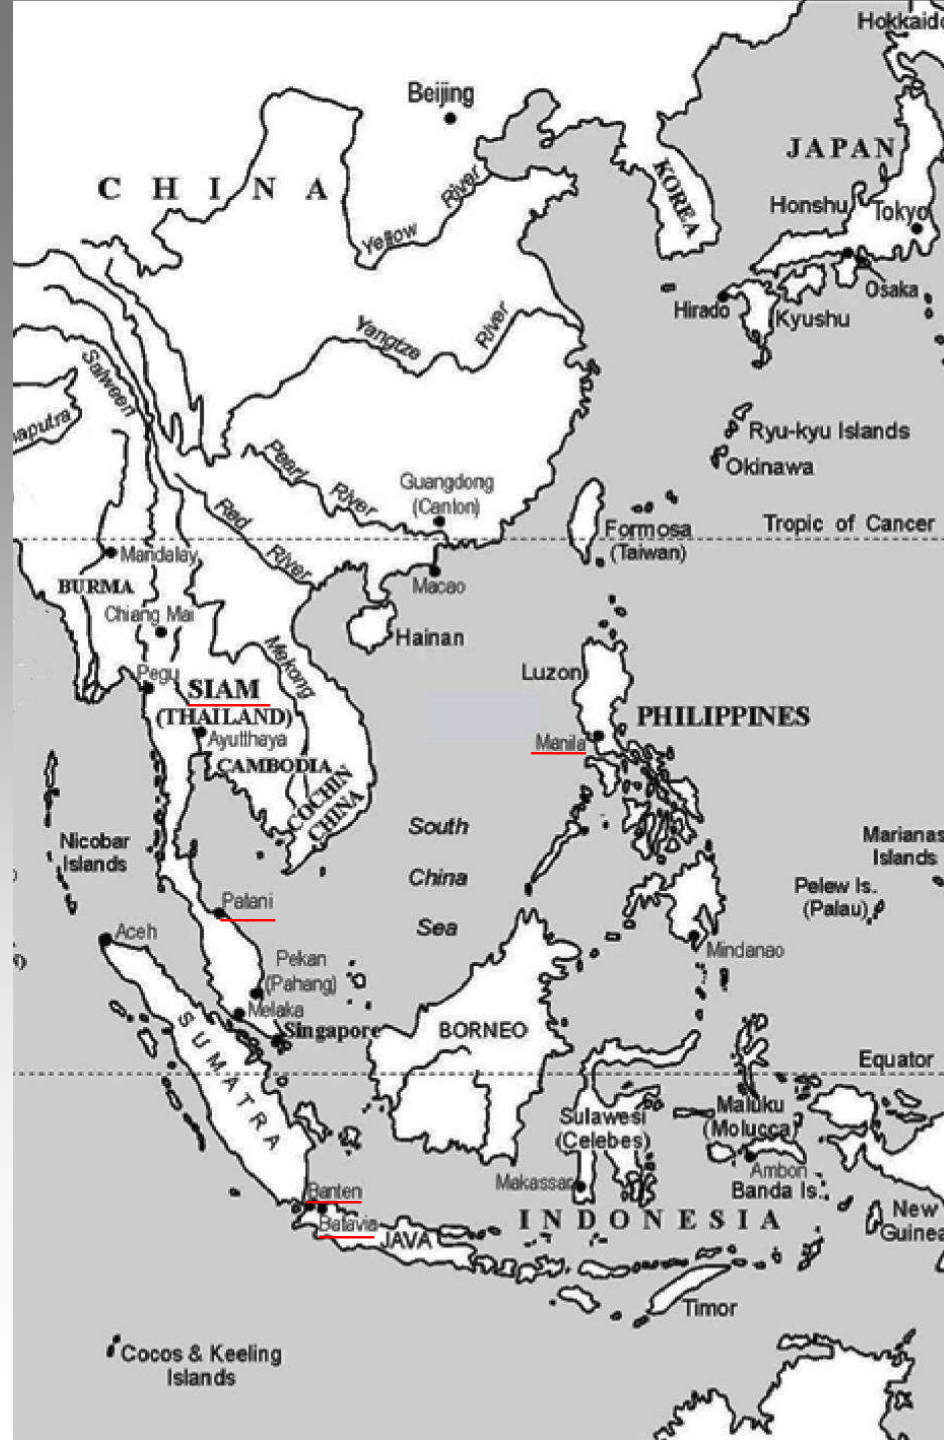 Hokkaido
Beijing
JAPAN
CHINA
KOREA
River
Honshu
Tokyo
Yellow
Osaka
Hirado
Kyushu
Yangtze
River
Salween
aputra
Ryu-kyu Islands
Okinawa
Pearl
River
Guangdong
(Canton)
Red
River
Formosa
(Taiwan)
Tropic of Cancer
Mandalay
BURMA
Macao
Chiang Mai
Hainan
Mekong
Pegu
Luzon
SIAM
(THAILAND)
PHILIPPINES
Ayutthaya
Manila
CAMBODIA
COCHIN
CHINA
South
China
Sea
Nicobar
Islands
Marianas
Islands
Pelew Is.
(Palau)
Patani
Aceh
Mindanao
Pekan
(Pahang)
Melaka
Singapore
SUMATRA
BORNEO
Equator
Maluku
(Molucca)
Sulawesi
(Celebes)
Ambon
Makassar
Banda Is.
Banten
Batavia
JAVA
INDONESIA
New
Guinea
Timor
Cocos & Keeling
Islands